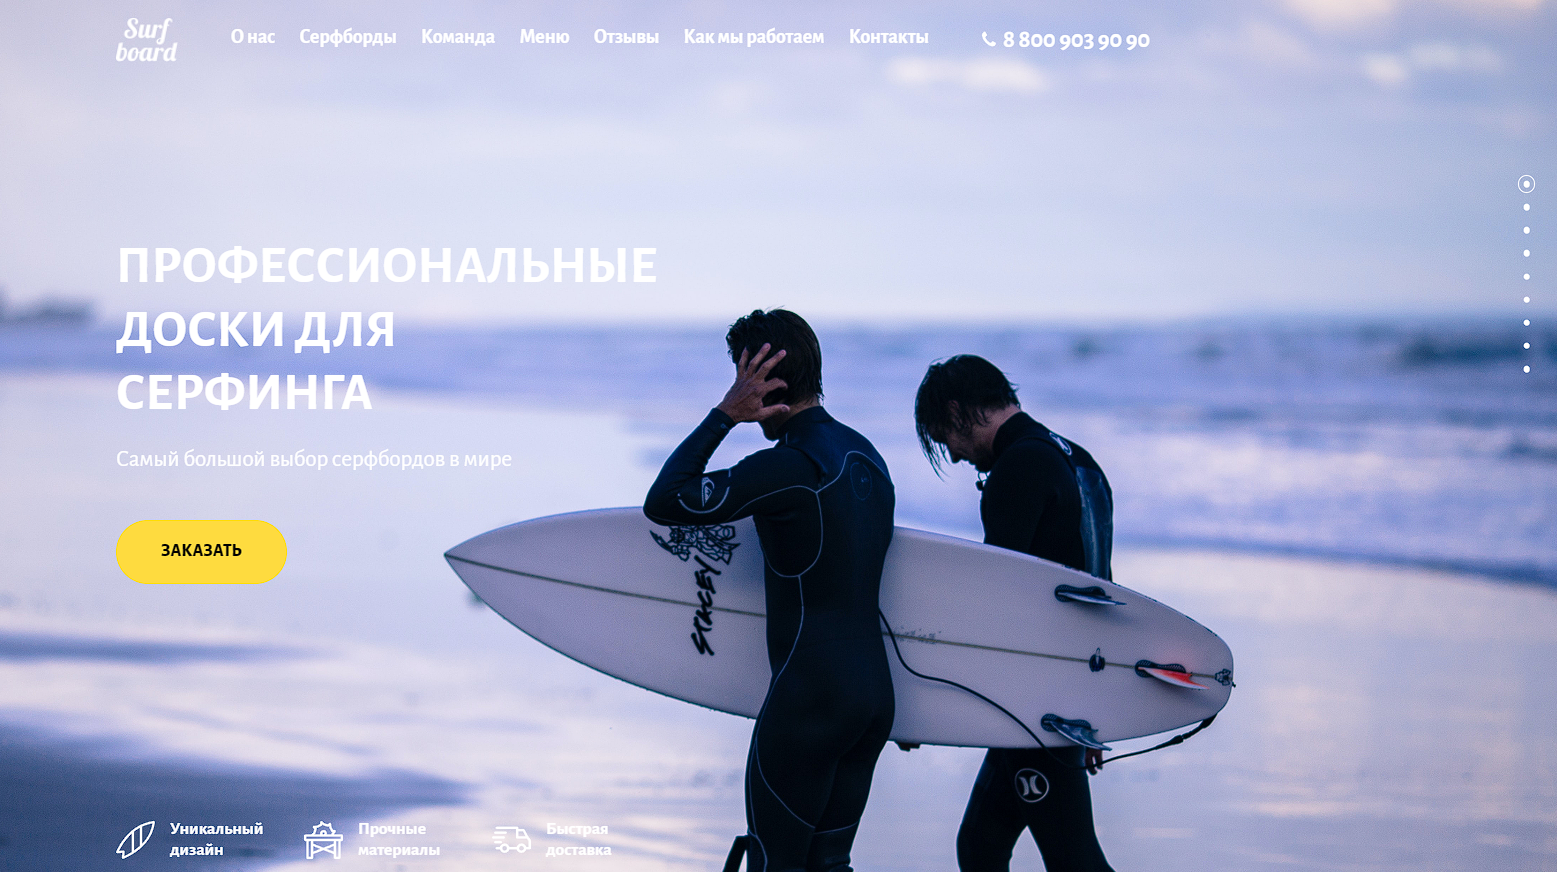 Surf
board
О нас
Серфборды
Команда
Меню
Отзывы
Как мы работаем
Контакты
8 800 903 90 90
ПРОФЕССИОНАЛЬНЫЕ
ДОСКИ ДЛЯ
СЕРФИНГА
Самый большой выбор серфбордов в мире
ЗАКАЗАТЬ
STACEY
Уникальный
дизайн
Прочные
материалы
Быстрая
доставка